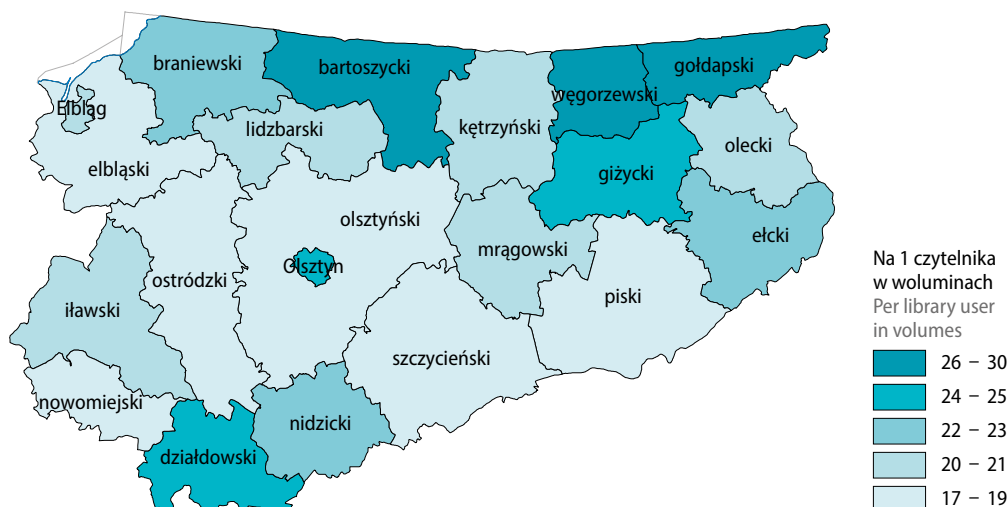 braniewski
bartoszycki
gołdapski
węgorzewski
Elbląg
lidzbarski
kętrzyński
olecki
elbląski
giżycki
olsztyński
ełcki
mrągowski
Olsztyn
ostródzki
piski
iławski
szczycieński
nowomiejski
nidzicki
działdowski
Na 1 czytelnika
w woluminach
Per library user
in volumes
26 – 30
24 – 25
22 – 23
20 – 21
17 – 19